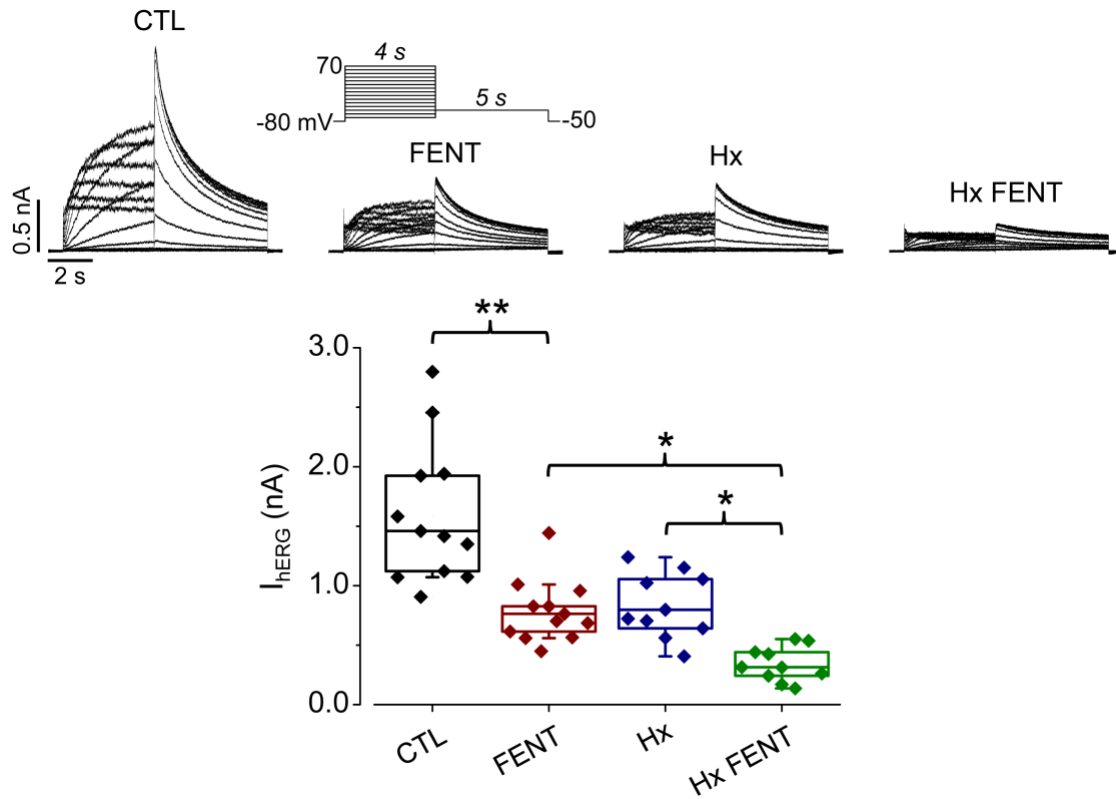 CTL
4 s
70
5 s
-80 mV
-50
FENT
Hx
Hx FENT
0.5 nA
2 s
**
*
*
3.0
2.0
1.0
0.0
I_hERG (nA)
CTL
FENT
Hx
Hx FENT